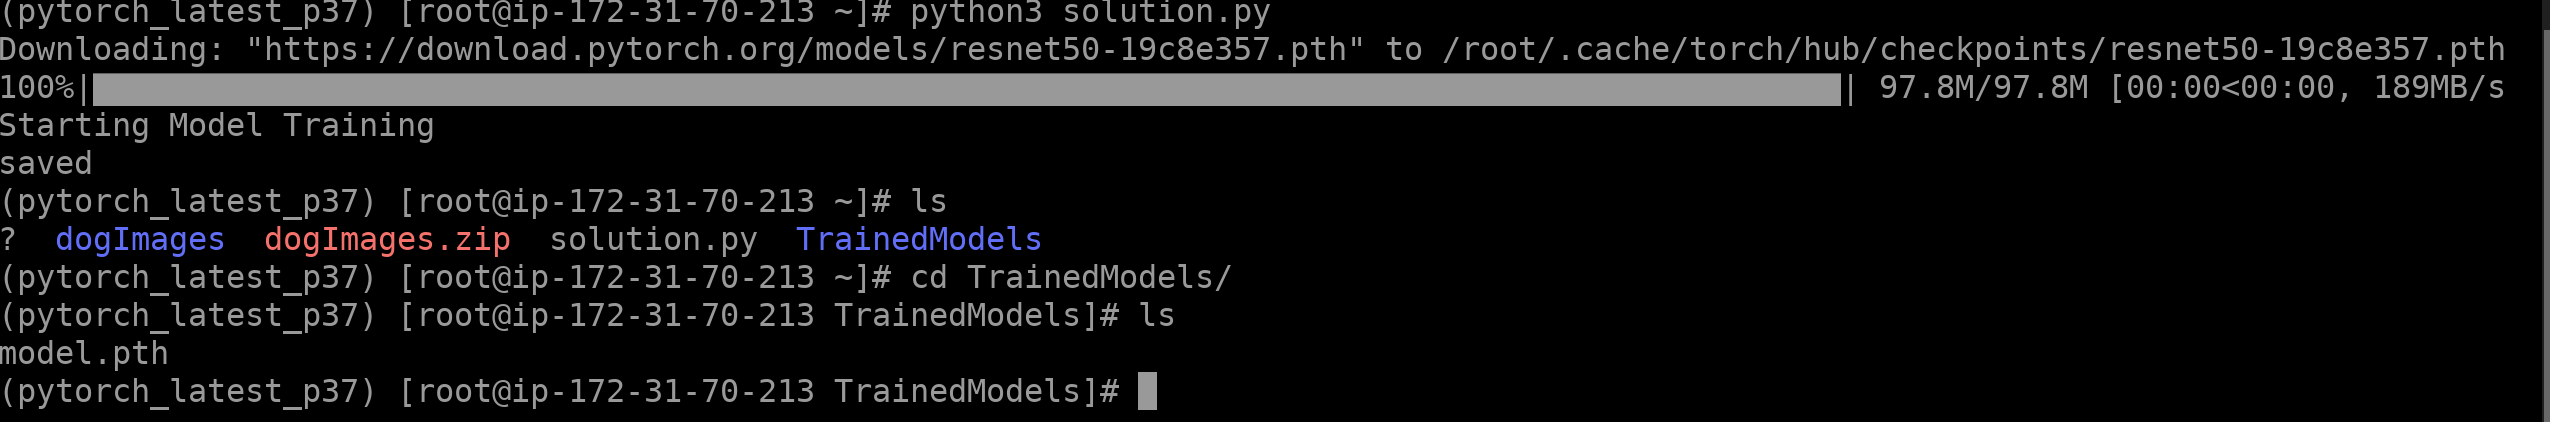 (pytorch_latest_p37) [root@ip-172-31-70-213 ~]# python3 solution.py
Downloading: "https://download.pytorch.org/models/resnet50-19c8e357.pth" to /root/.cache/torch/hub/checkpoints/resnet50-19c8e357.pth
100%| | 97.8M/97.8M [00:00<00:00, 189MB/s
Starting Model Training
saved
(pytorch_latest_p37) [root@ip-172-31-70-213 ~]# ls
?  dogImages  dogImages.zip  solution.py  TrainedModels
(pytorch_latest_p37) [root@ip-172-31-70-213 ~]# cd TrainedModels/
(pytorch_latest_p37) [root@ip-172-31-70-213 TrainedModels]# ls
model.pth
(pytorch_latest_p37) [root@ip-172-31-70-213 TrainedModels]#